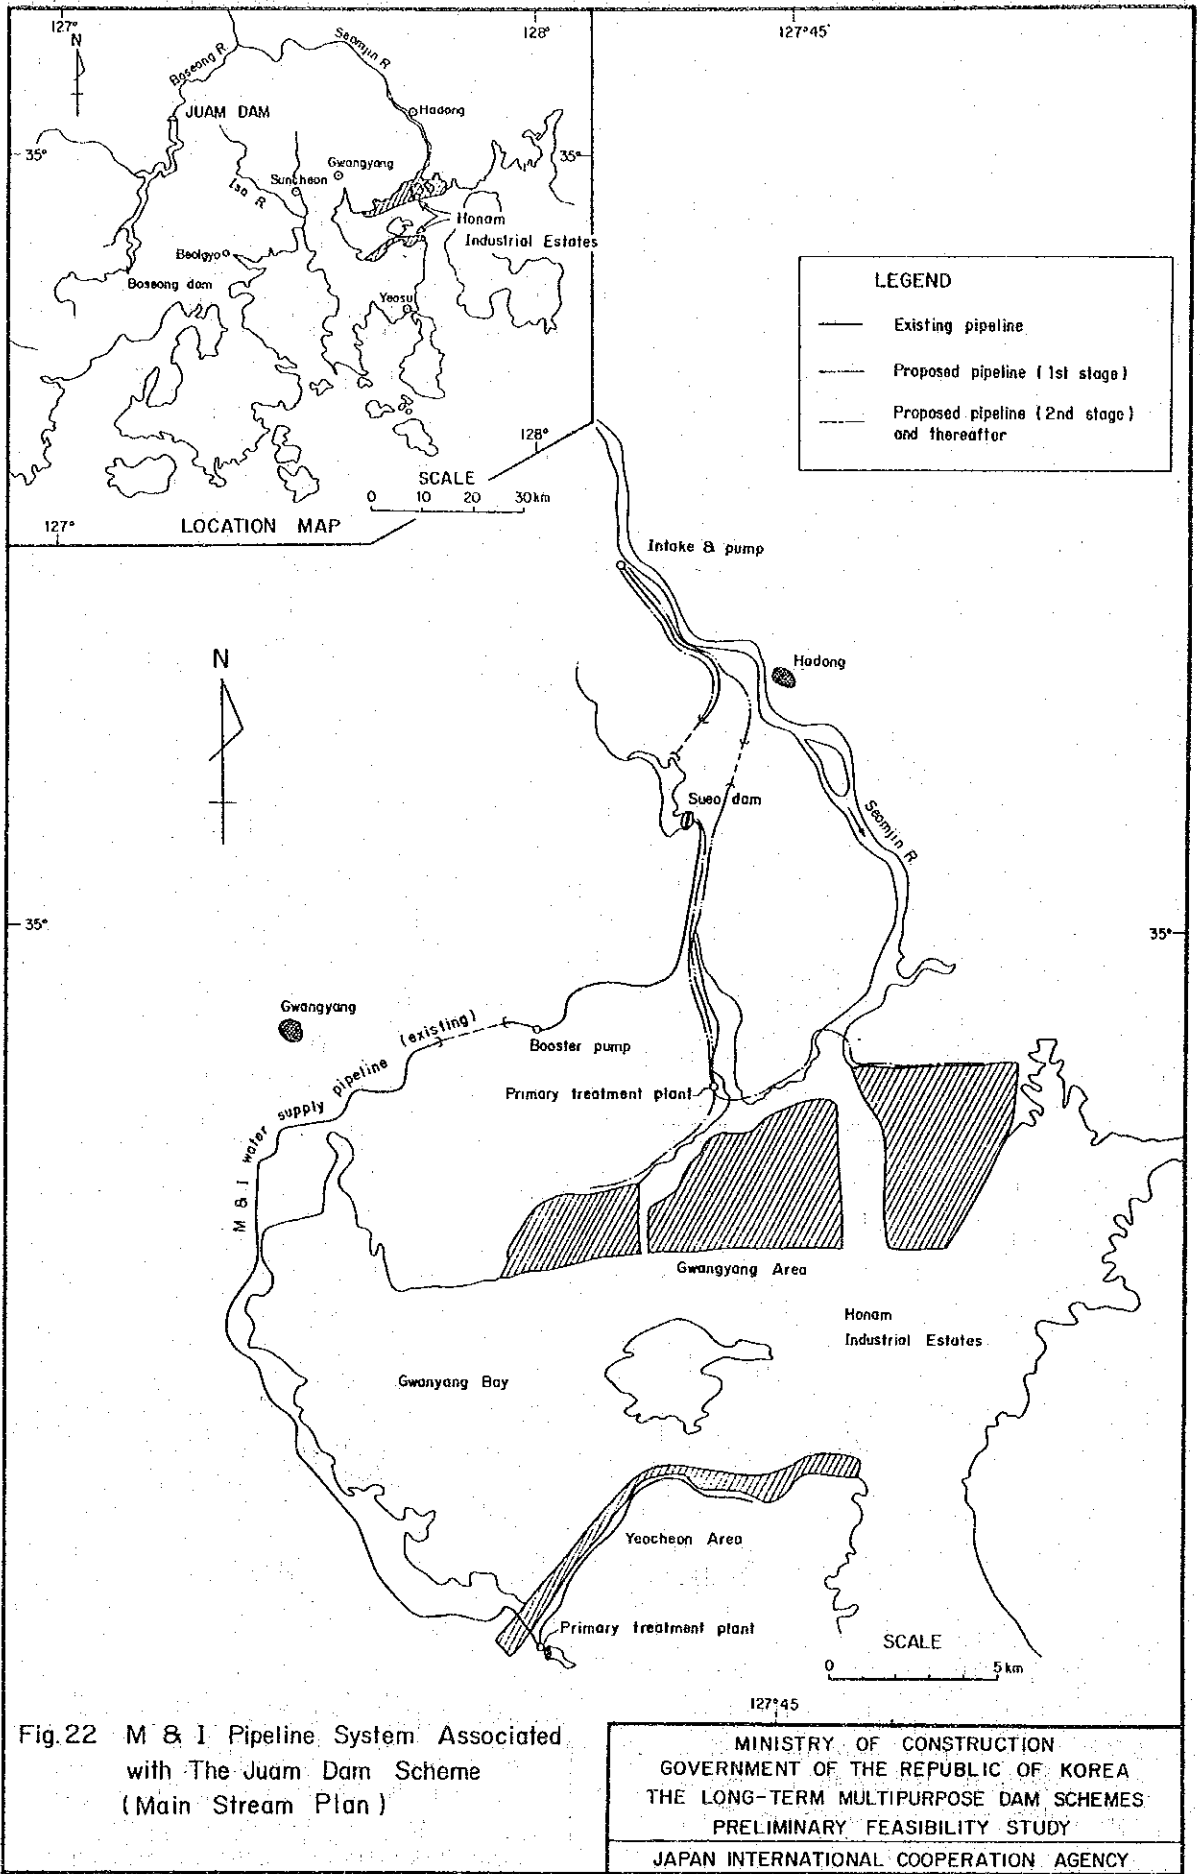 127°
128°
127°45'
N
Boseong R.
Seomjin R.
JUAM DAM
Hadong
35°
35°
Gwangyang
Suncheon
Isa R.
Honam
Industrial Estates
Beolgyo
Boseong dam
Yeosu
128°
SCALE
0 10 20 30km
127°
LOCATION MAP
LEGEND
Existing pipeline
Proposed pipeline (1st stage)
Proposed pipeline (2nd stage)
and thereafter
Intake & pump
N
Hadong
Sueo dam
Seomjin R.
35°
35°
Gwangyang
M & I water supply pipeline (existing)
Booster pump
Primary treatment plant
Gwangyang Area
Honam
Industrial Estates
Gwanyang Bay
Yeocheon Area
Primary treatment plant
SCALE
0 5km
127°45
Fig. 22 M & I Pipeline System Associated
with The Juam Dam Scheme
(Main Stream Plan)
MINISTRY OF CONSTRUCTION
GOVERNMENT OF THE REPUBLIC OF KOREA
THE LONG-TERM MULTIPURPOSE DAM SCHEMES
PRELIMINARY FEASIBILITY STUDY
JAPAN INTERNATIONAL COOPERATION AGENCY